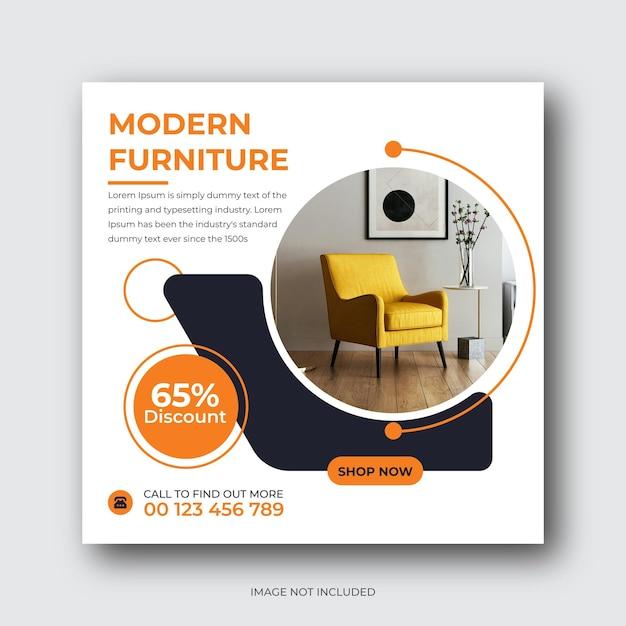 MODERN
FURNITURE
Lorem Ipsum is simply dummy text of the
printing and typesetting industry. Lorem
Ipsum has been the industry's standard
dummy text ever since the 1500s
65%
Discount
SHOP NOW
CALL TO FIND OUT MORE
00 123 456 789
IMAGE NOT INCLUDED